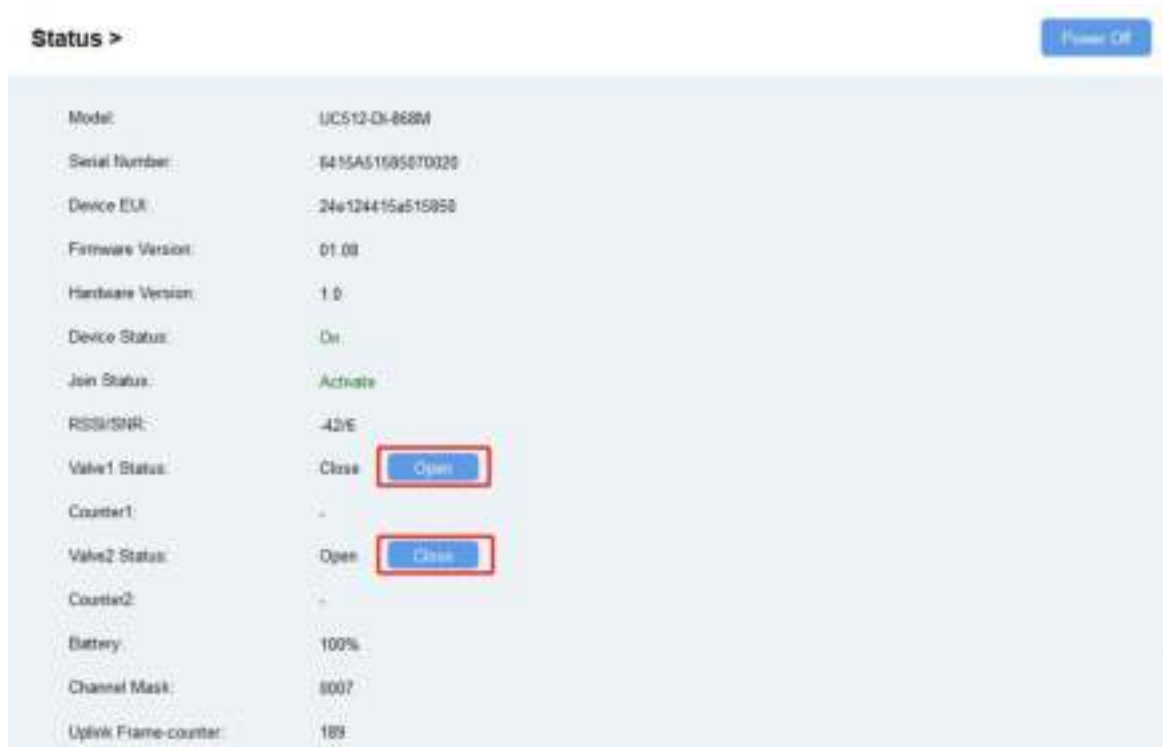 Status >
Power Off
Model: UC512-DI-868M
Serial Number: 6415A51585070020
Device EUI: 24e124415a515850
Firmware Version: 01.08
Hardware Version: 1.0
Device Status: On
Join Status: Activate
RSSI/SNR: -42/6
Valve1 Status: Close Open
Counter1: -
Valve2 Status: Open Close
Counter2: -
Battery: 100%
Channel Mask: 0007
Uplink Frame-counter: 189